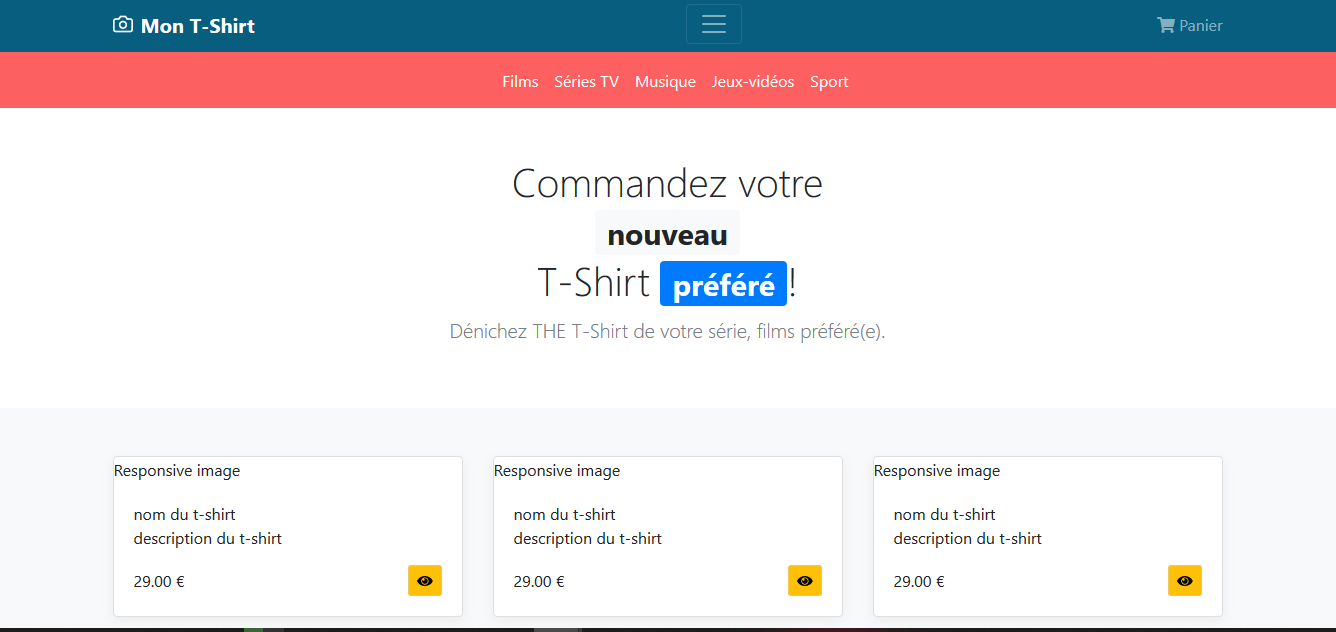 Mon T-Shirt
Panier
Films Séries TV Musique Jeux-vidéos Sport
Commandez votre
nouveau
T-Shirt préféré!
Dénichez THE T-Shirt de votre série, films préféré(e).
Responsive image
nom du t-shirt
description du t-shirt
29.00 €
Responsive image
nom du t-shirt
description du t-shirt
29.00 €
Responsive image
nom du t-shirt
description du t-shirt
29.00 €